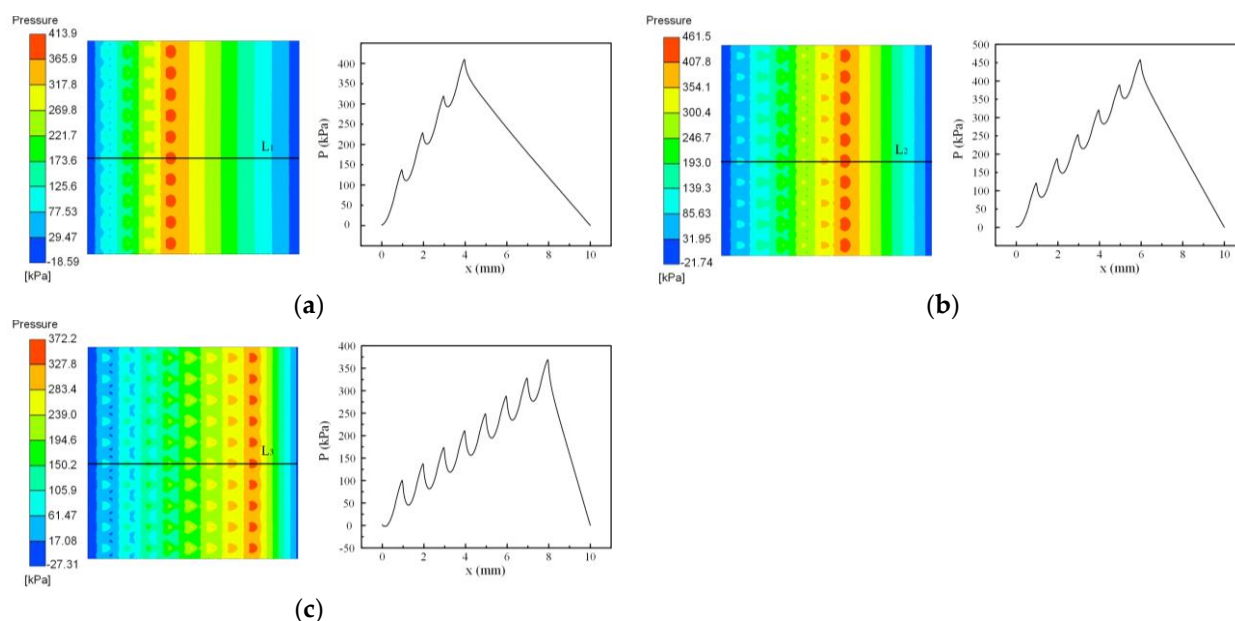 Pressure
413.9
365.9
317.8
269.8
221.7
173.6
125.6
77.53
29.47
-18.59
[kPa]
L1
P (kPa)
400
350
300
250
200
150
100
50
0
0 2 4 6 8 10
x (mm)
(a)
Pressure
461.5
407.8
354.1
300.4
246.7
193.0
139.3
85.63
31.95
-21.74
[kPa]
L2
P (kPa)
500
450
400
350
300
250
200
150
100
50
0
0 2 4 6 8 10
x (mm)
(b)
Pressure
372.2
327.8
283.4
239.0
194.6
150.2
105.9
61.47
17.08
-27.31
[kPa]
L3
P (kPa)
400
350
300
250
200
150
100
50
0
-50
0 2 4 6 8 10
x (mm)
(c)